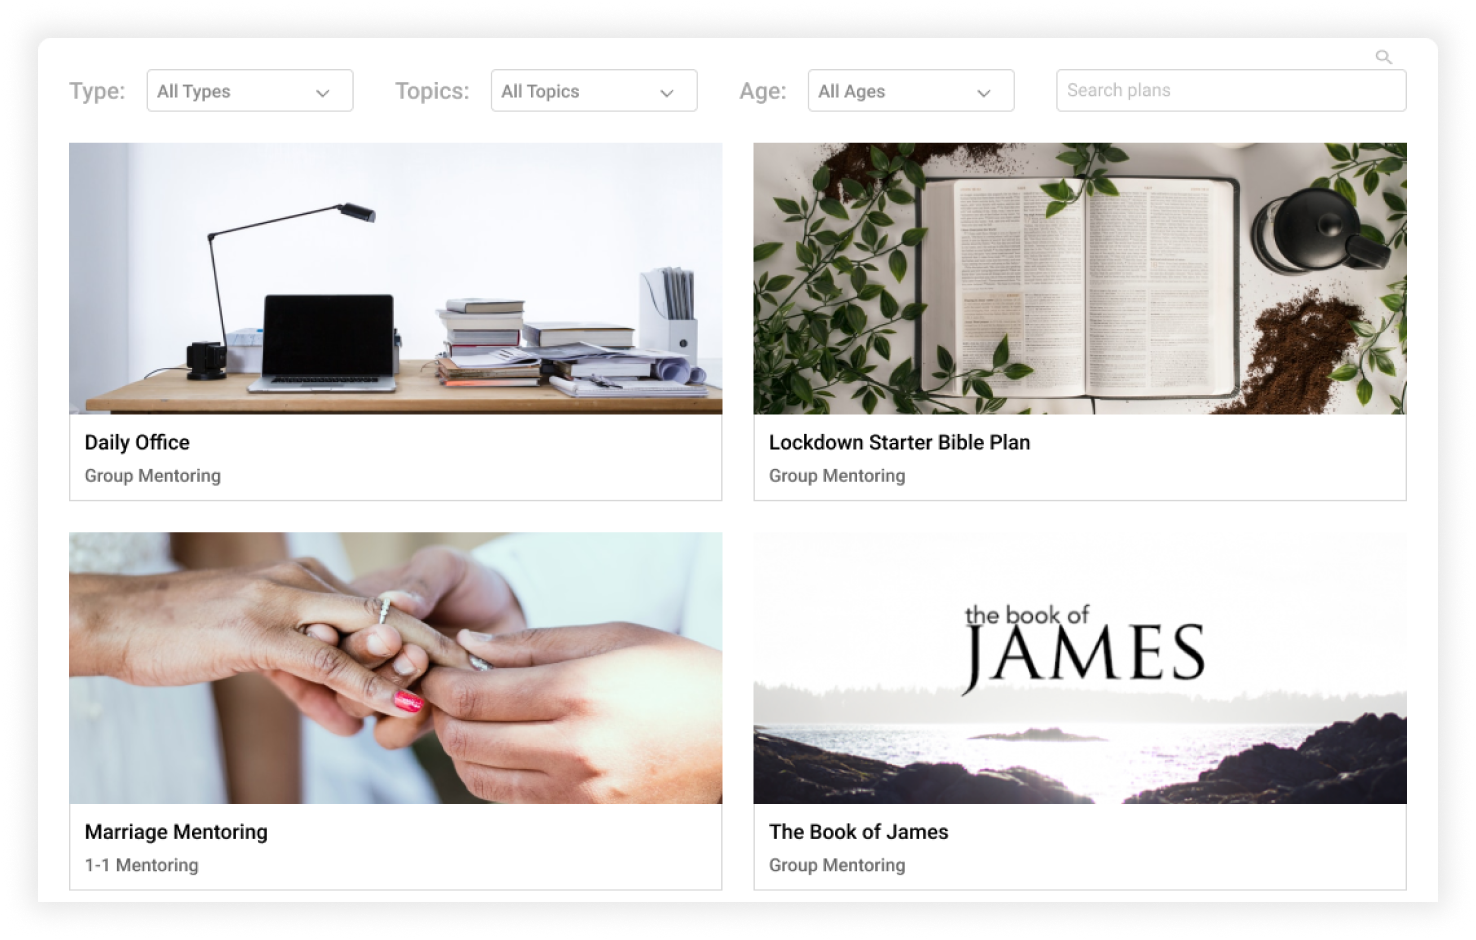 Type:
All Types
Topics:
All Topics
Age:
All Ages
Search plans
Daily Office
Group Mentoring
Lockdown Starter Bible Plan
Group Mentoring
the book of
JAMES
Marriage Mentoring
1-1 Mentoring
The Book of James
Group Mentoring